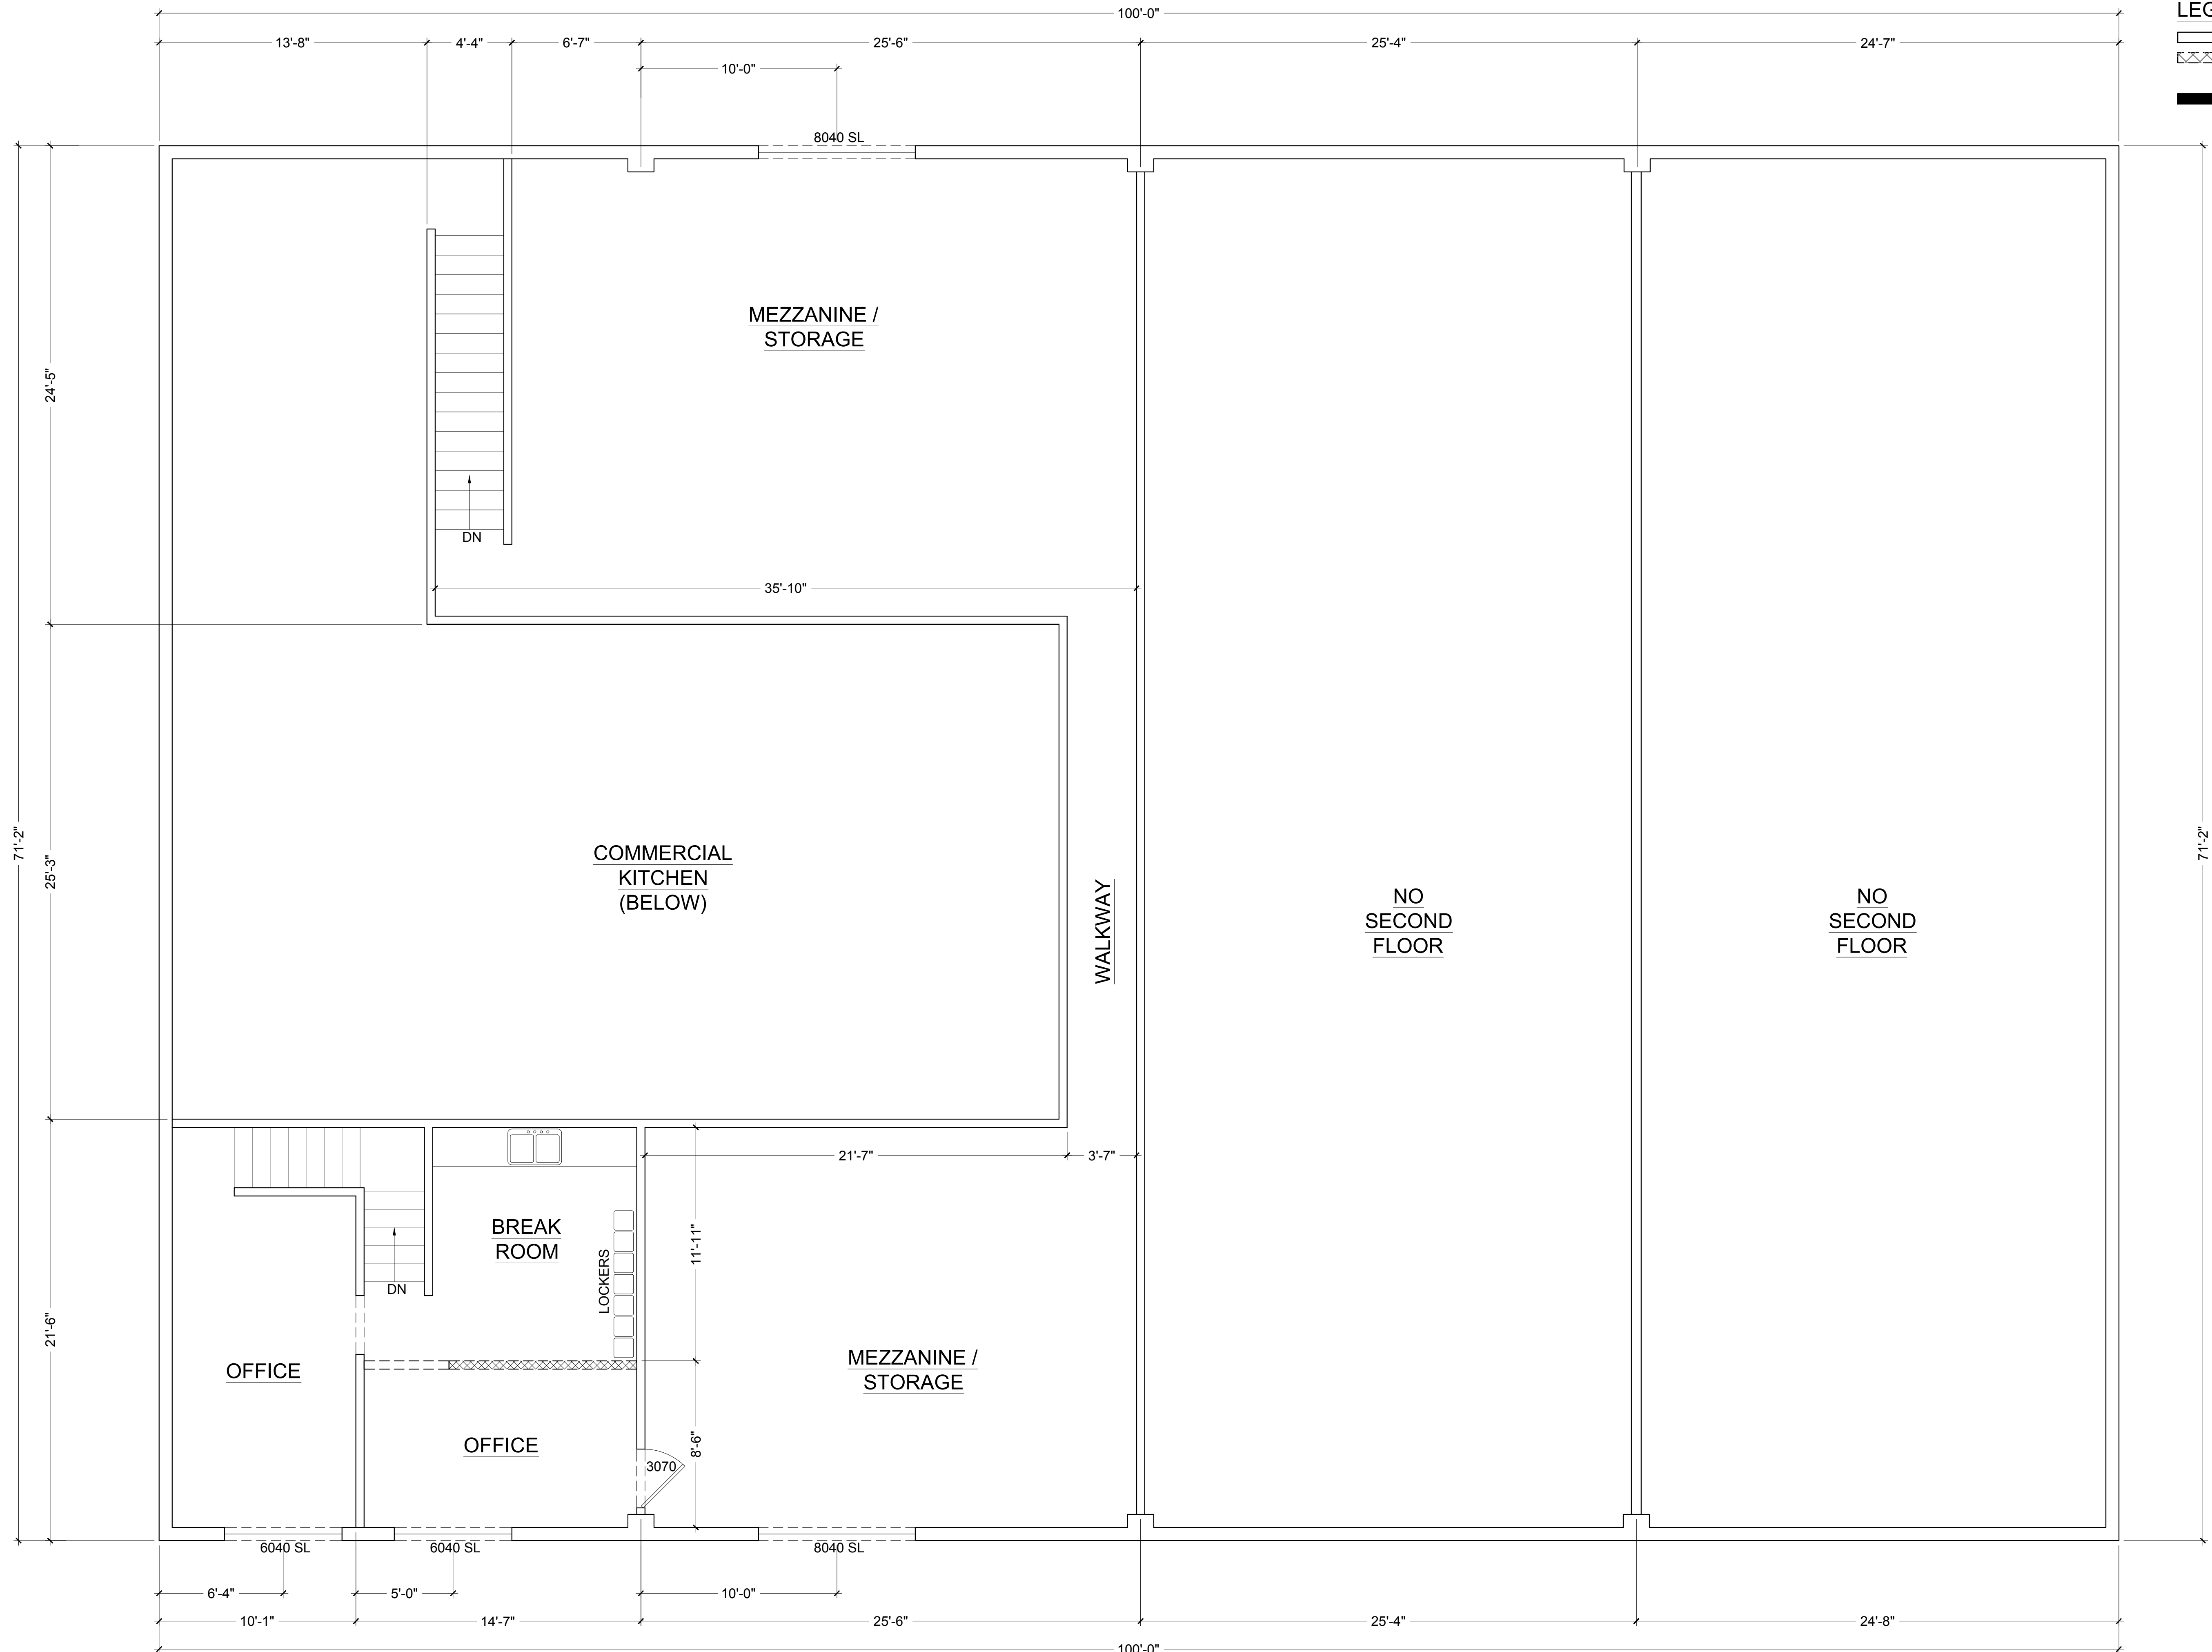 100'-0"
LEG
13'-8"
4'-4"
6'-7"
25'-6"
25'-4"
24'-7"
10'-0"
8040 SL
MEZZANINE /
STORAGE
24'-5"
DN
35'-10"
71'-2"
25'-3"
COMMERCIAL
KITCHEN
(BELOW)
WALKWAY
NO
SECOND
FLOOR
NO
SECOND
FLOOR
71'-2"
21'-7"
3'-7"
BREAK
ROOM
LOCKERS
11'-11"
DN
21'-6"
OFFICE
MEZZANINE /
STORAGE
OFFICE
8'-6"
3070
6040 SL
6040 SL
8040 SL
6'-4"
5'-0"
10'-0"
10'-1"
14'-7"
25'-6"
25'-4"
24'-8"
100'-0"